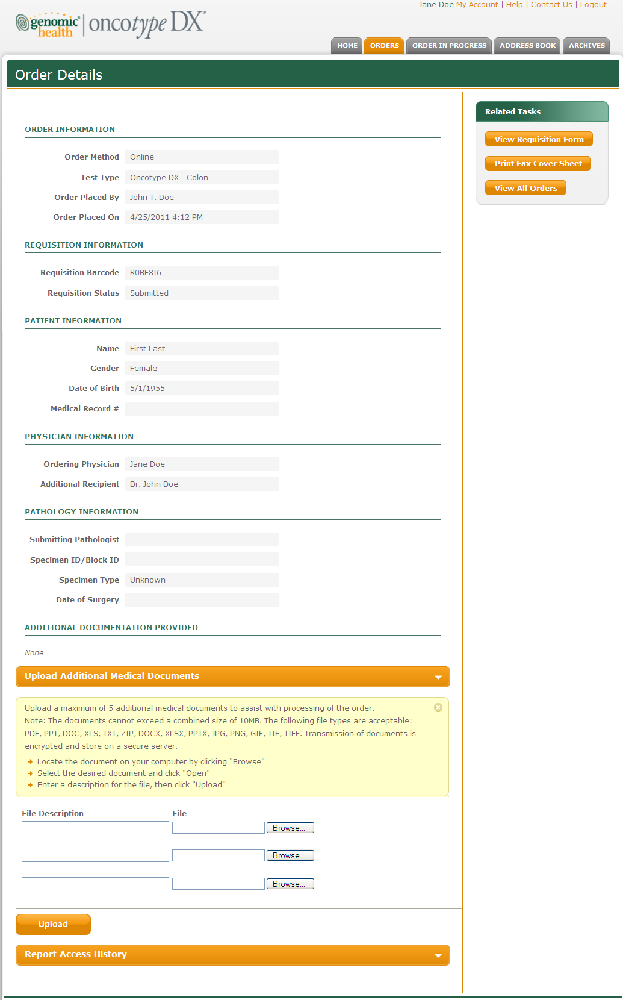 Jane Doe My Account | Help | Contact Us | Logout
genomic health | oncotype DX®
HOME ORDERS ORDER IN PROGRESS ADDRESS BOOK ARCHIVES
Order Details
Related Tasks
View Requisition Form
Print Fax Cover Sheet
View All Orders
ORDER INFORMATION
Order Method Online
Test Type Oncotype DX - Colon
Order Placed By John T. Doe
Order Placed On 4/25/2011 4:12 PM
REQUISITION INFORMATION
Requisition Barcode R0BF8I6
Requisition Status Submitted
PATIENT INFORMATION
Name First Last
Gender Female
Date of Birth 5/1/1955
Medical Record #
PHYSICIAN INFORMATION
Ordering Physician Jane Doe
Additional Recipient Dr. John Doe
PATHOLOGY INFORMATION
Submitting Pathologist
Specimen ID/Block ID
Specimen Type Unknown
Date of Surgery
ADDITIONAL DOCUMENTATION PROVIDED
None
Upload Additional Medical Documents
Upload a maximum of 5 additional medical documents to assist with processing of the order.
Note: The documents cannot exceed a combined size of 10MB. The following file types are acceptable:
PDF, PPT, DOC, XLS, TXT, ZIP, DOCX, XLSX, PPTX, JPG, PNG, GIF, TIF, TIFF. Transmission of documents is
encrypted and store on a secure server.
Locate the document on your computer by clicking "Browse"
Select the desired document and click "Open"
Enter a description for the file, then click "Upload"
File Description File
Browse...
Browse...
Browse...
Upload
Report Access History